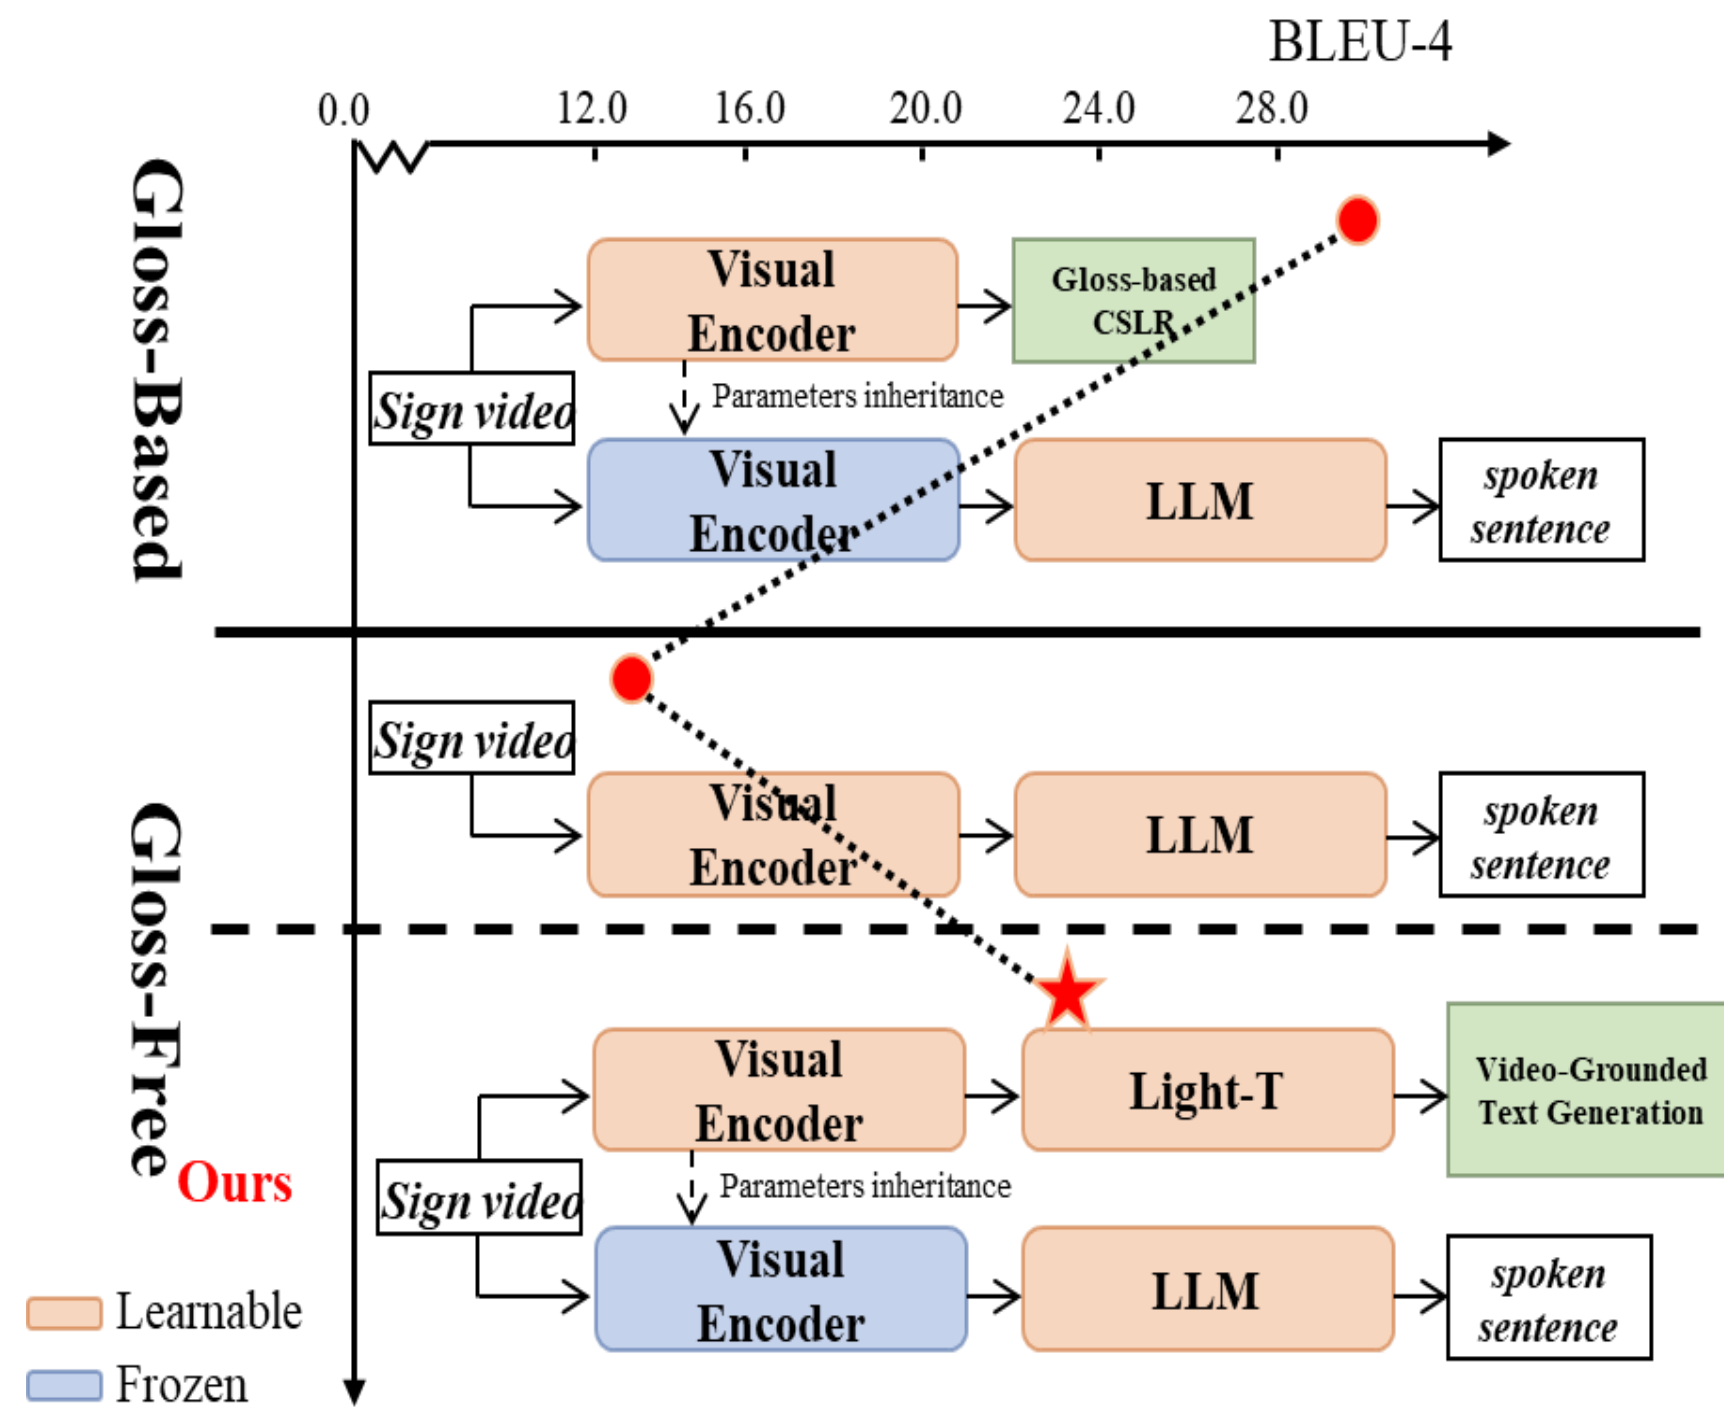 BLEU-4
0.0 12.0 16.0 20.0 24.0 28.0
Gloss-Based
Visual
Encoder
Gloss-based
CSLR
Sign video
Parameters inheritance
Visual
Encoder
LLM
spoken
sentence
Gloss-Free
Sign video
Visual
Encoder
LLM
spoken
sentence
Ours
Visual
Encoder
Light-T
Video-Grounded
Text Generation
Sign video
Parameters inheritance
Visual
Encoder
LLM
spoken
sentence
Learnable
Frozen